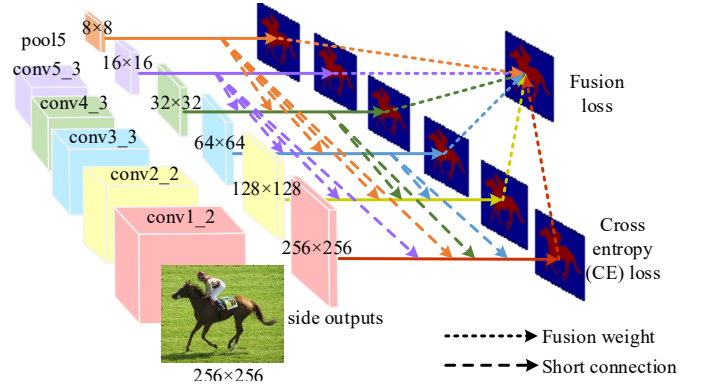 pool5
8×8
conv5_3
16×16
conv4_3
32×32
conv3_3
64×64
conv2_2
128×128
conv1_2
256×256
side outputs
256×256
Fusion
loss
Cross
entropy
(CE) loss
Fusion weight
Short connection